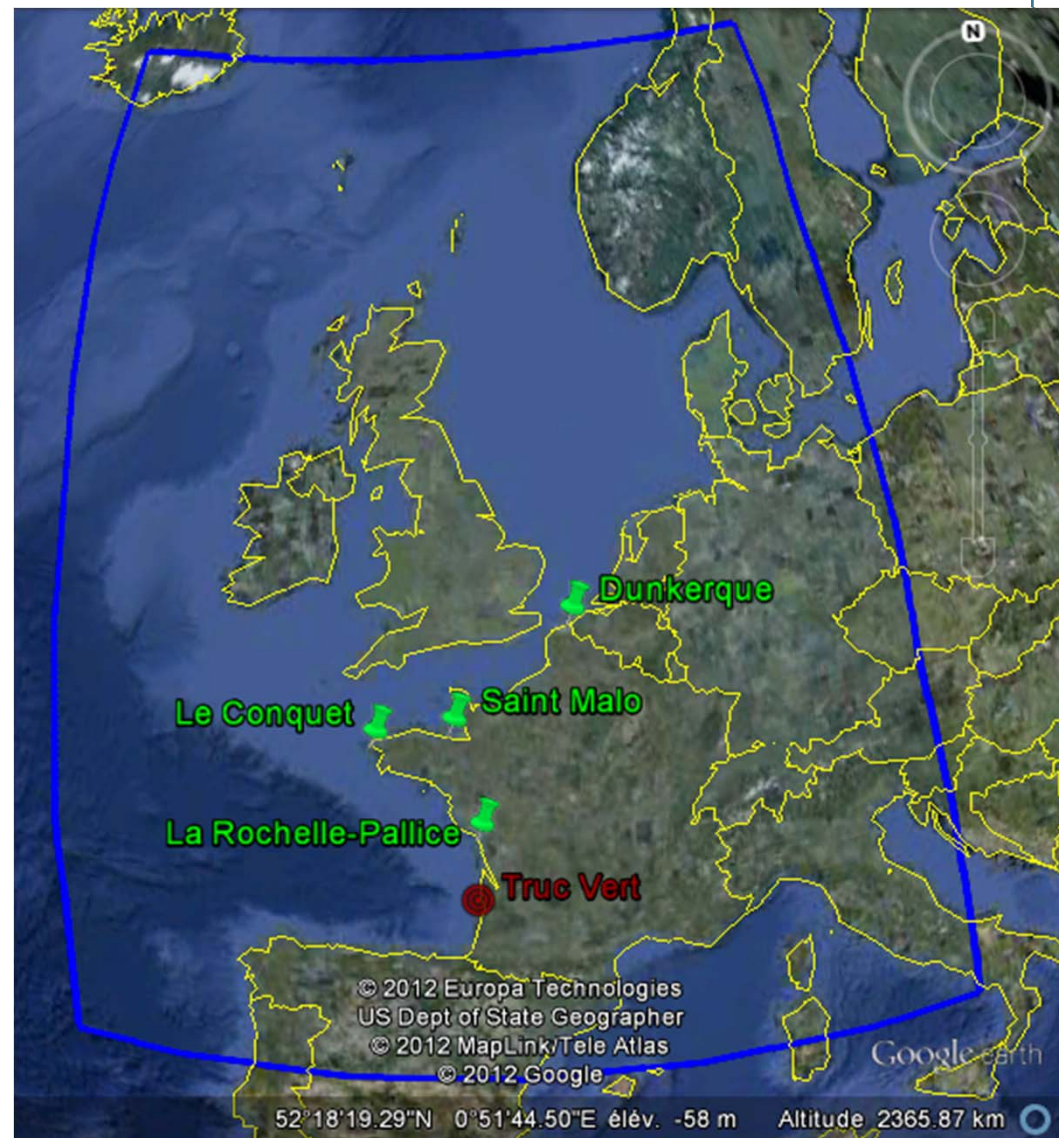 N
Dunkerque
Saint Malo
Le Conquet
La Rochelle-Pallice
Truc Vert
© 2012 Europa Technologies
US Dept of State Geographer
© 2012 MapLink/Tele Atlas
© 2012 Google
Google earth
52°18'19.29"N 0°51'44.50"E élév. -58 m Altitude 2365.87 km